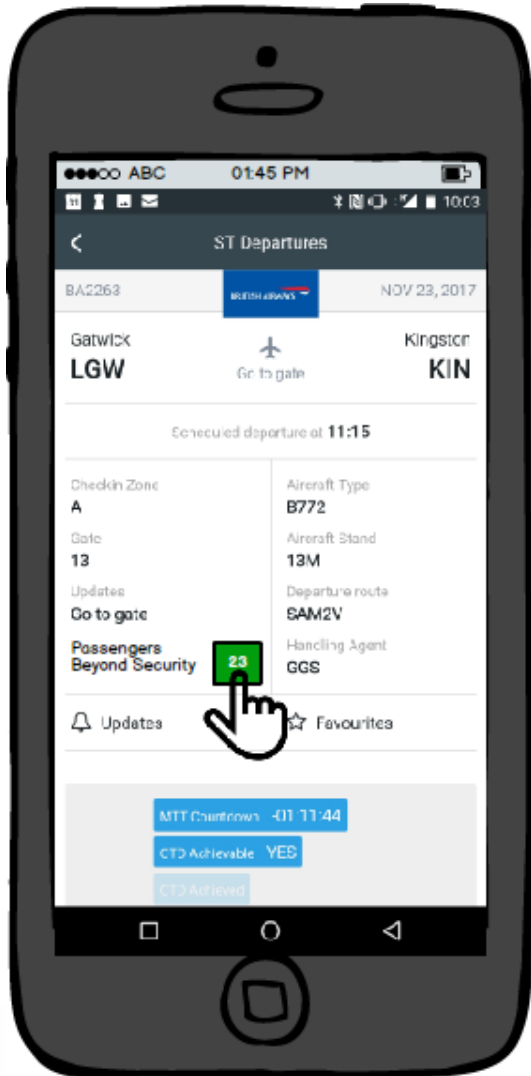 ABC 01:45 PM
10:03
ST Departures
BA2263 BRITISH AIRWAYS NOV 23, 2017
Gatwick Kingston
LGW Go to gate KIN
Scheduled departure at 11:15
Checkin Zone Aircraft Type
A B772
Gate Aircraft Stand
13 13M
Updates Departure route
Go to gate SAM2V
Passengers Handling Agent
Beyond Security 23 GGS
Updates Favourites
MTT Countdown -01:11:44
CTD Achievable YES
CTD Achieved